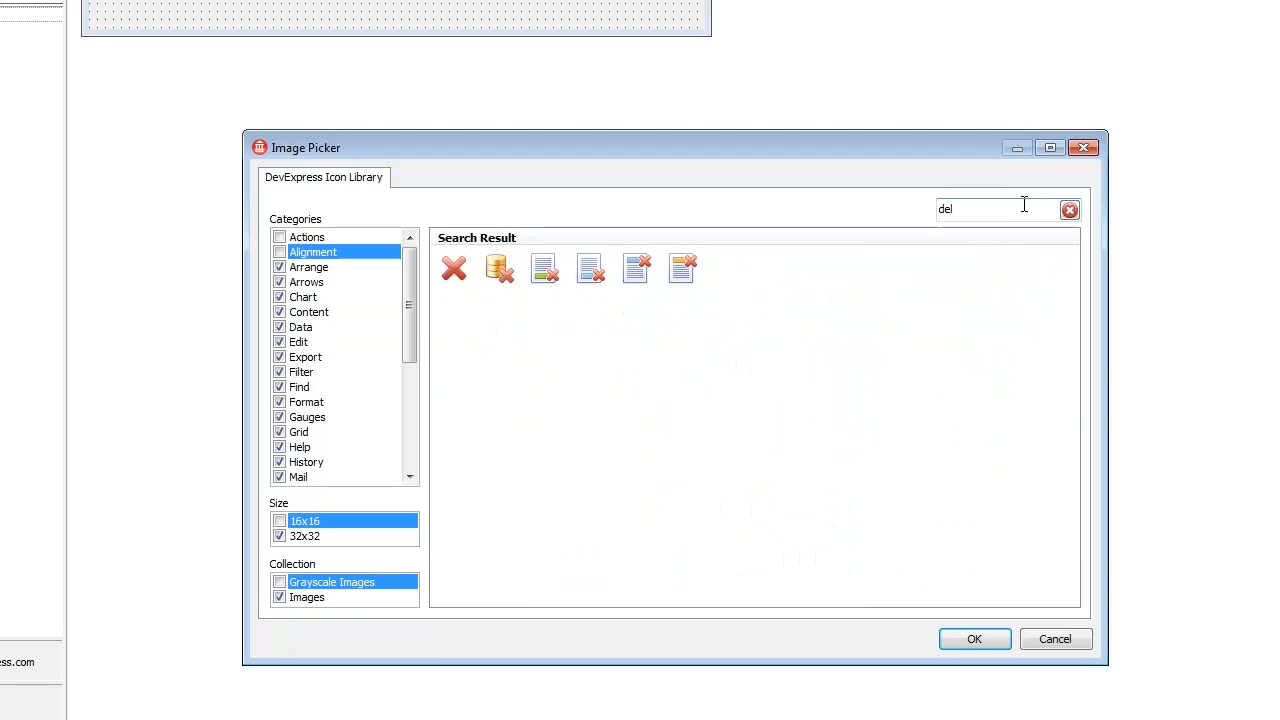 Image Picker
DevExpress Icon Library
del
Categories
Actions
Alignment
Arrange
Arrows
Chart
Content
Data
Edit
Export
Filter
Find
Format
Gauges
Grid
Help
History
Mail
Search Result
Size
16x16
32x32
Collection
Grayscale Images
Images
OK
Cancel
ess.com